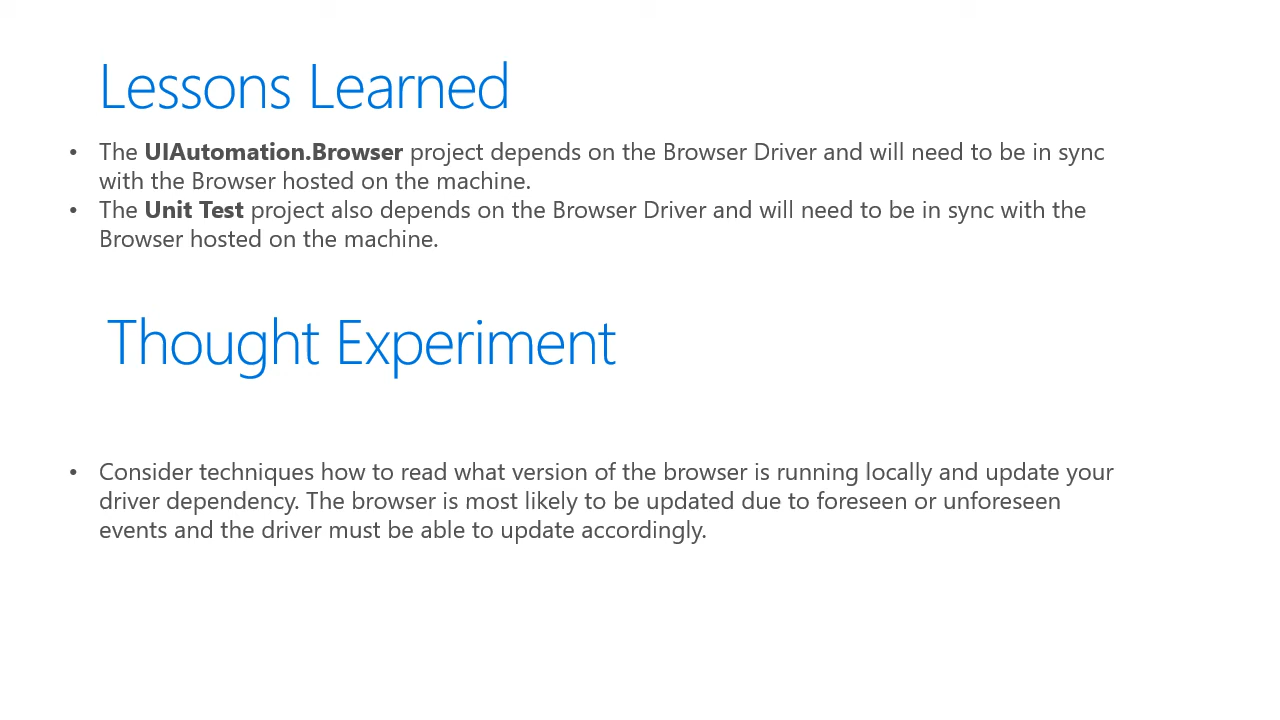 Lessons Learned
• The UIAutomation.Browser project depends on the Browser Driver and will need to be in sync
with the Browser hosted on the machine.
• The Unit Test project also depends on the Browser Driver and will need to be in sync with the
Browser hosted on the machine.
Thought Experiment
• Consider techniques how to read what version of the browser is running locally and update your
driver dependency. The browser is most likely to be updated due to foreseen or unforeseen
events and the driver must be able to update accordingly.